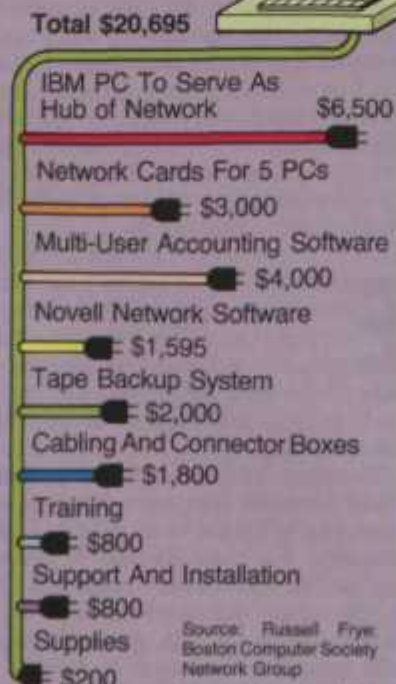 Total $20,695
IBM PC To Serve As
Hub of Network $6,500
Network Cards For 5 PCs
$3,000
Multi-User Accounting Software
$4,000
Novell Network Software
$1,595
Tape Backup System
$2,000
Cabling And Connector Boxes
$1,800
Training
$800
Support And Installation
$800
Supplies
$200
Source: Russell Frye
Boston Computer Society
Network Group